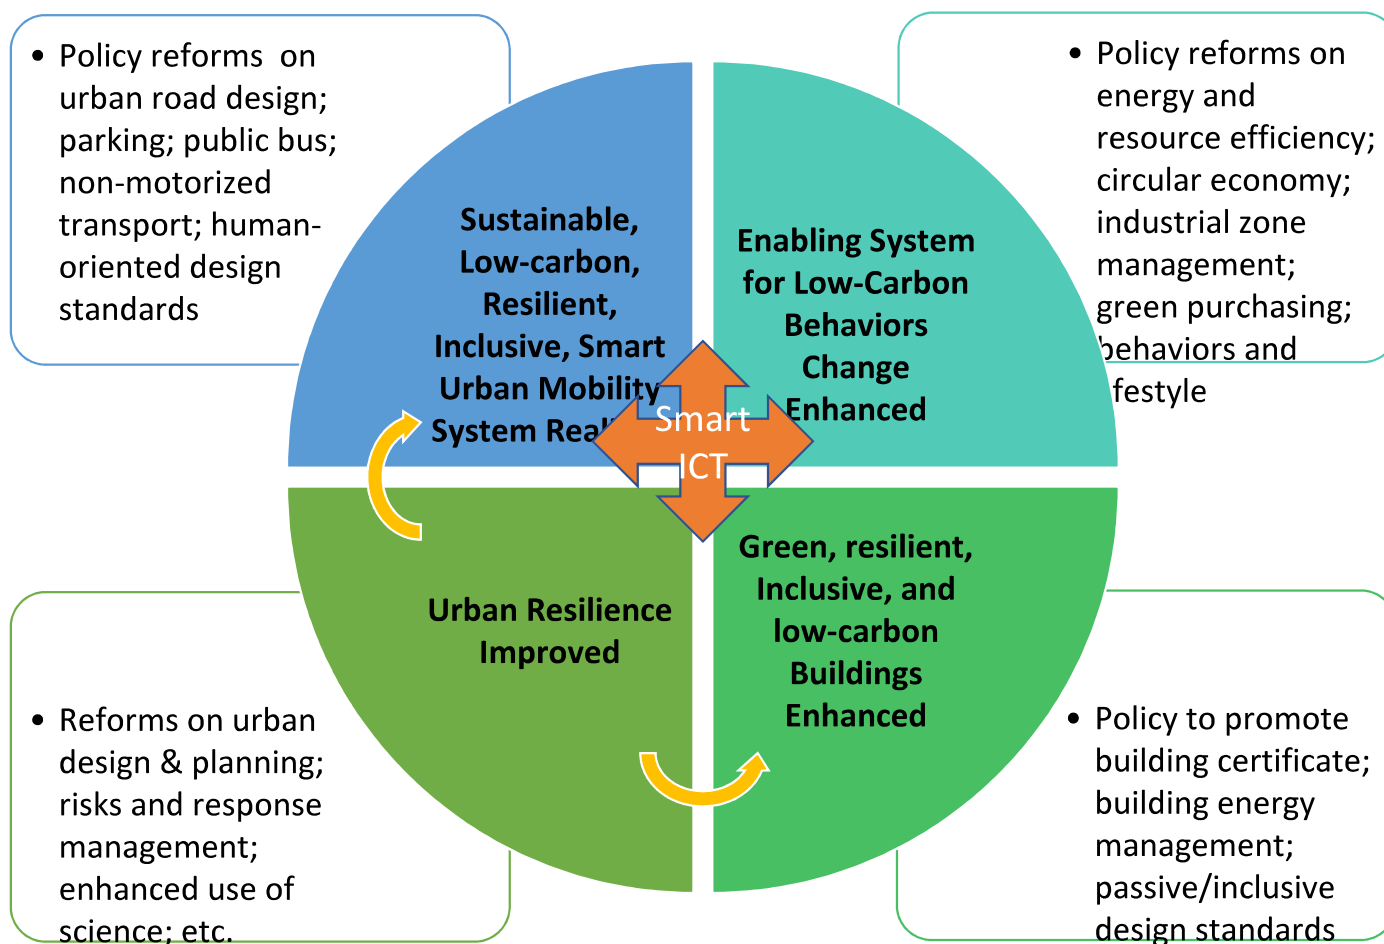 • Policy reforms  on
urban road design;
parking; public bus;
non-motorized
transport; human-
oriented design
standards
• Policy reforms on
energy and
resource efficiency;
circular economy;
industrial zone
management;
green purchasing;
behaviors and
ifestyle
Sustainable,
Low-carbon,
Resilient,
Inclusive, Smart
Urban Mobility
System Real
Enabling System
for Low-Carbon
Behaviors
Change
Enhanced
Smart
ICT
Urban Resilience
Improved
Green, resilient,
Inclusive, and
low-carbon
Buildings
Enhanced
• Reforms on urban
design & planning;
risks and response
management;
enhanced use of
science; etc.
• Policy to promote
building certificate;
building energy
management;
passive/inclusive
design standards